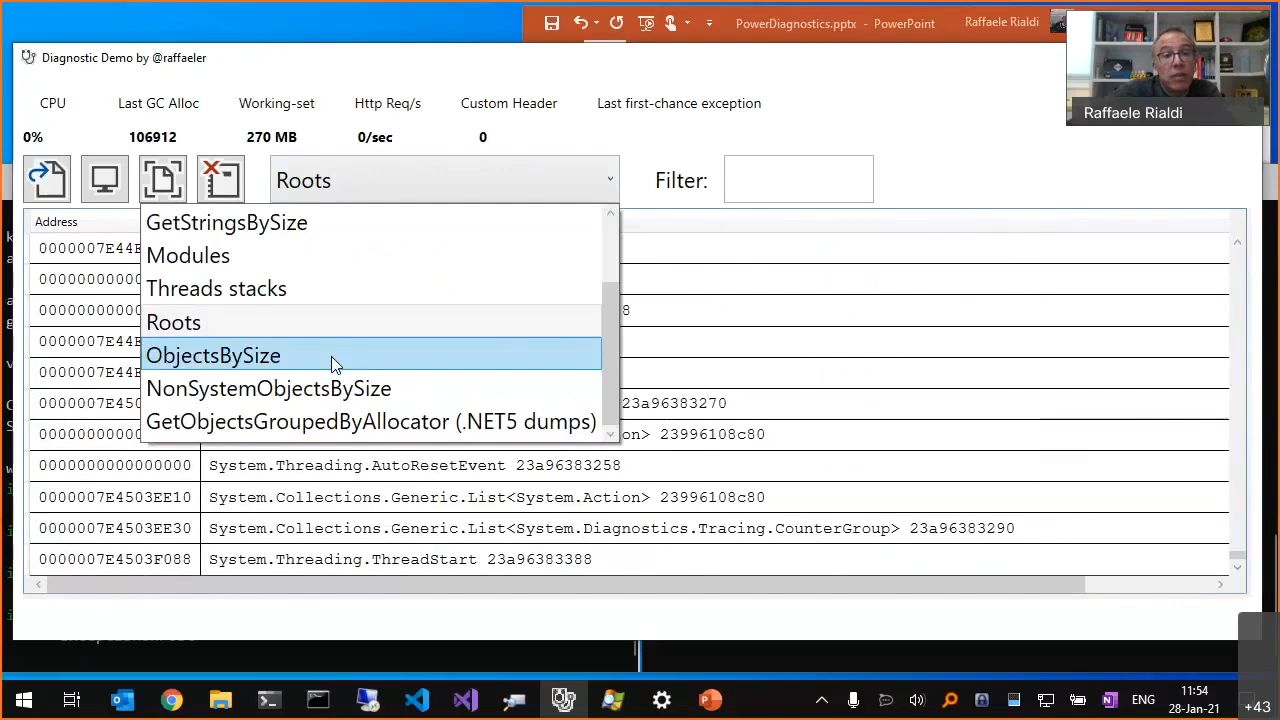 PowerDiagnostics.pptx - PowerPoint
Raffaele Rialdi
Raffaele Rialdi
Diagnostic Demo by @raffaeler
CPU Last GC Alloc Working-set Http Req/s Custom Header Last first-chance exception
0% 106912 270 MB 0/sec 0
Roots Filter:
Address
GetStringsBySize
Modules
Threads stacks
Roots
ObjectsBySize
NonSystemObjectsBySize
GetObjectsGroupedByAllocator (.NET5 dumps)
23a96383270
23996108c80
0000000000000000 System.Threading.AutoResetEvent 23a96383258
0000007E4503EE10 System.Collections.Generic.List<System.Action> 23996108c80
0000007E4503EE30 System.Collections.Generic.List<System.Diagnostics.Tracing.CounterGroup> 23a96383290
0000007E4503F088 System.Threading.ThreadStart 23a96383388
ENG
11:54
28-Jan-21
+43